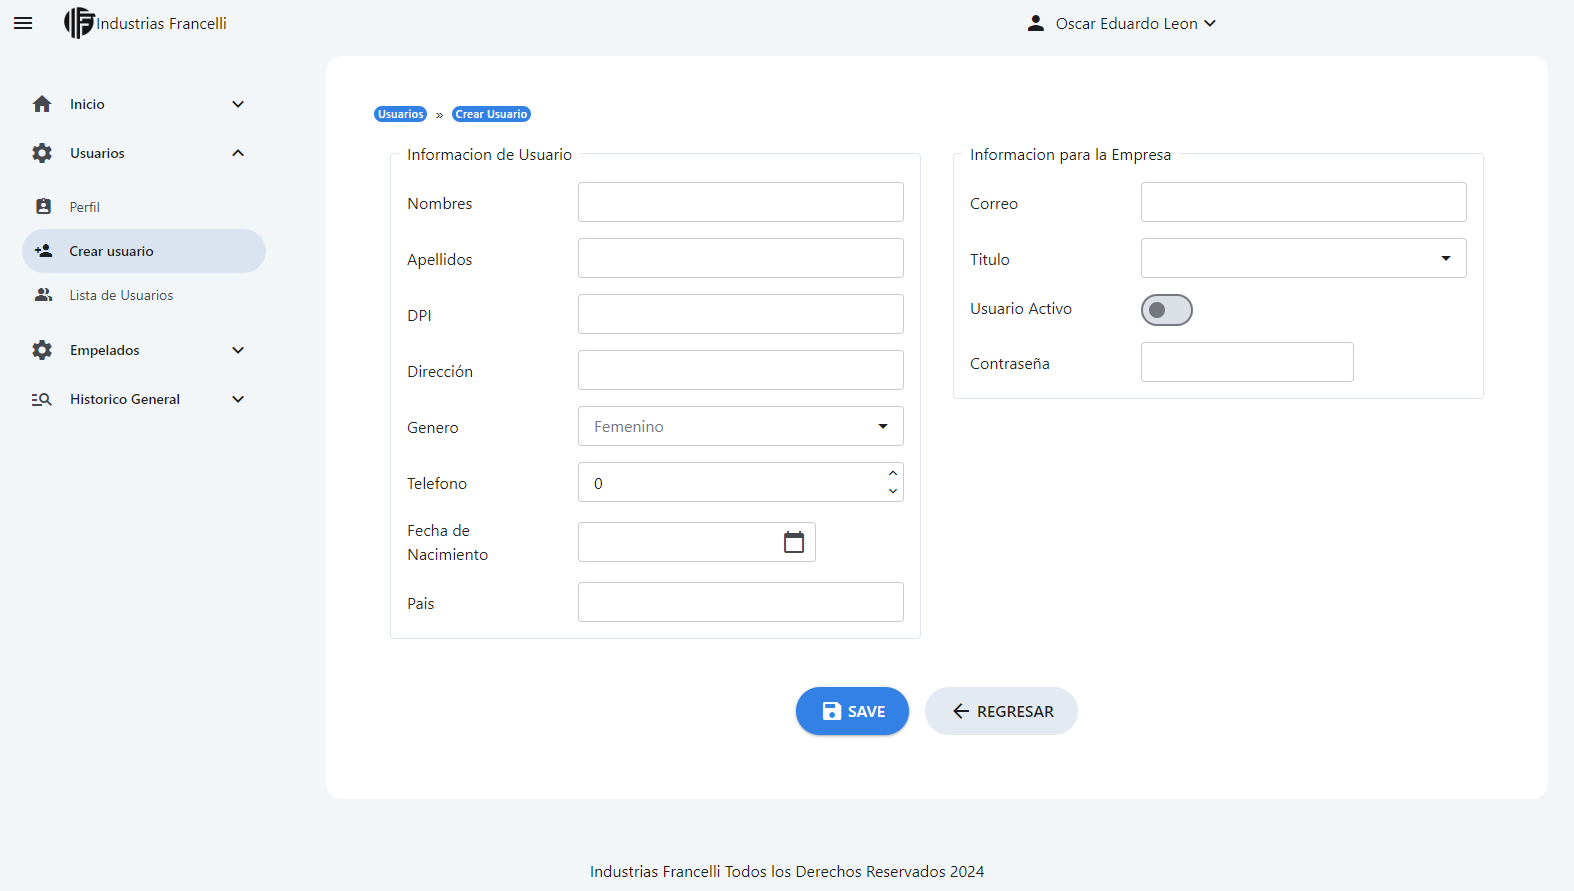 Industrias Francelli
Oscar Eduardo Leon
Inicio
Usuarios
Perfil
Crear usuario
Lista de Usuarios
Empelados
Historico General
Usuarios » Crear Usuario
Informacion de Usuario
Nombres
Apellidos
DPI
Dirección
Genero
Femenino
Telefono
0
Fecha de
Nacimiento
Pais
Informacion para la Empresa
Correo
Titulo
Usuario Activo
Contraseña
SAVE
REGRESAR
Industrias Francelli Todos los Derechos Reservados 2024